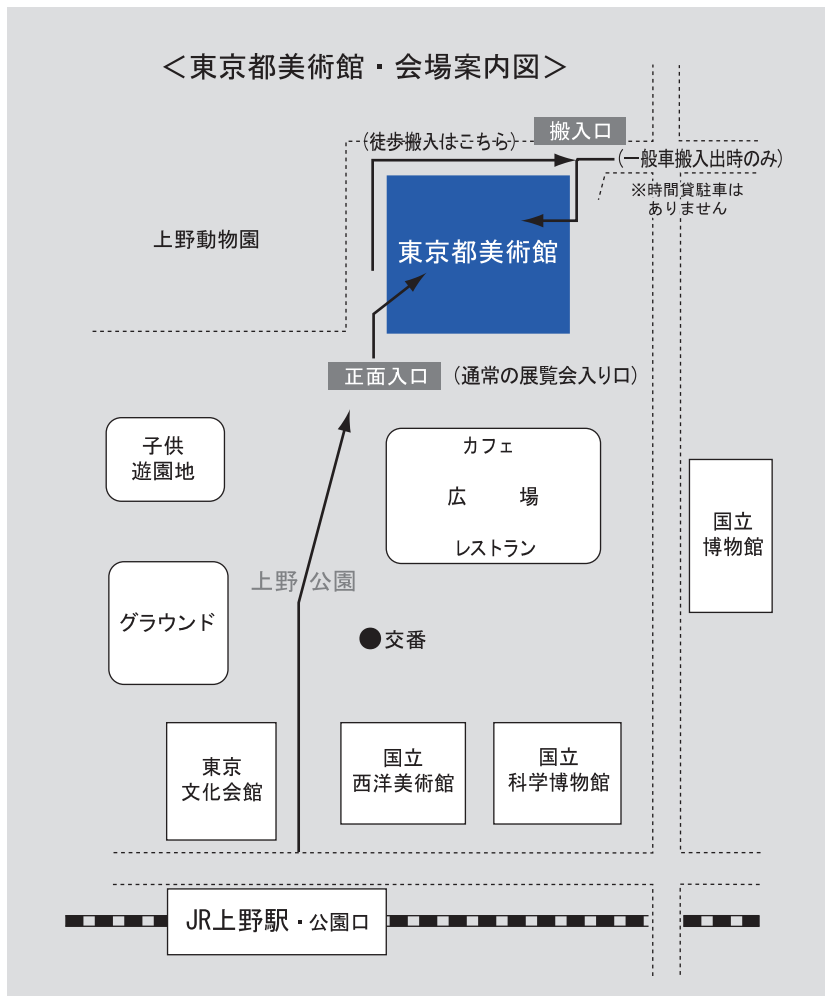 ＜東京都美術館・会場案内図＞
搬入口
（徒歩搬入はこちら）
（一般車搬入出時のみ）
※時間貸駐車は
ありません
上野動物園
東京都美術館
正面入口
（通常の展覧会入り口）
子供
遊園地
カフェ
広　場
レストラン
国立
博物館
上野公園
グラウンド
交番
東京
文化会館
国立
西洋美術館
国立
科学博物館
JR上野駅・公園口